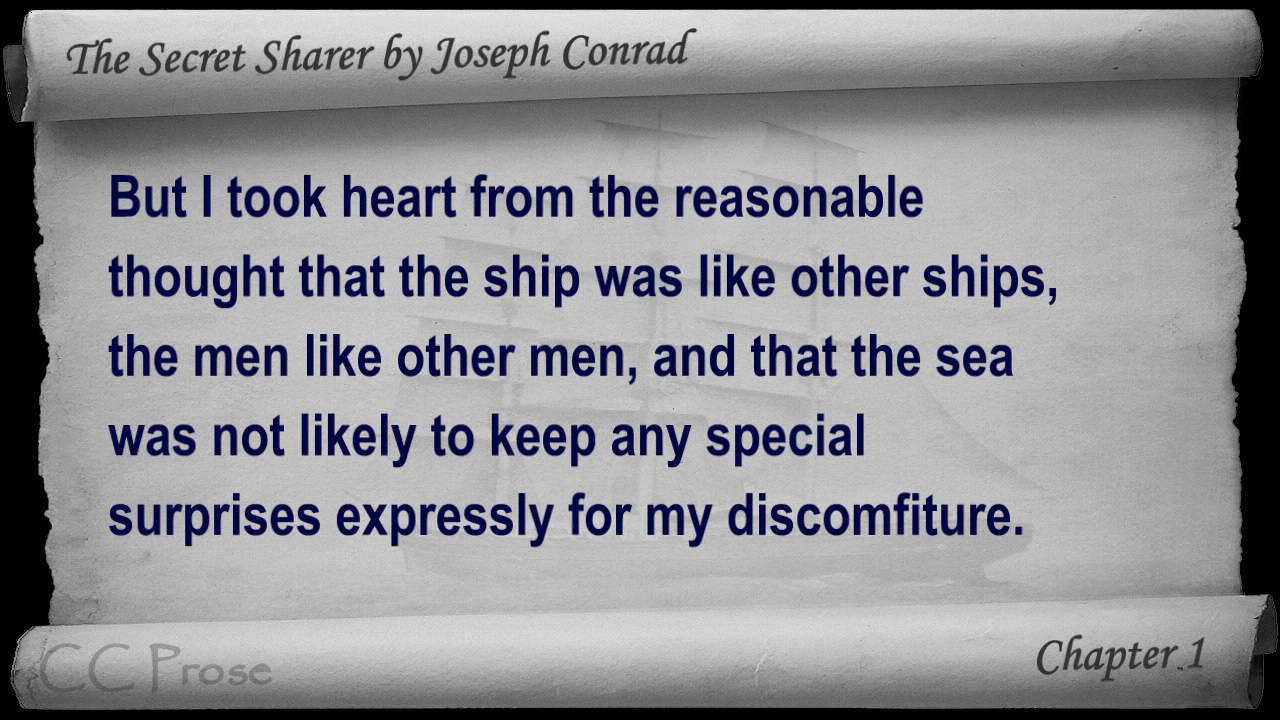 The Secret Sharer by Joseph Conrad
But I took heart from the reasonable
thought that the ship was like other ships,
the men like other men, and that the sea
was not likely to keep any special
surprises expressly for my discomfiture.
CC Prose
Chapter 1